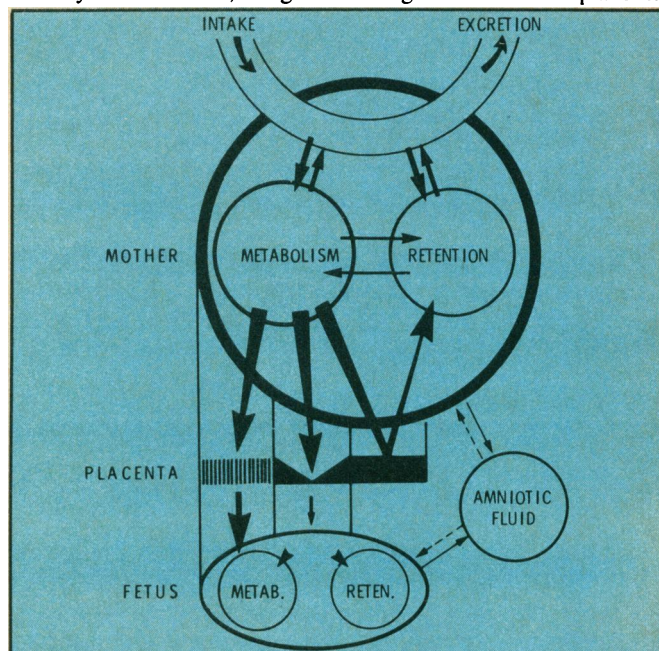 INTAKE
EXCRETION
MOTHER
METABOLISM
RETENTION
PLACENTA
AMNIOTIC
FLUID
FETUS
METAB.
RETEN.